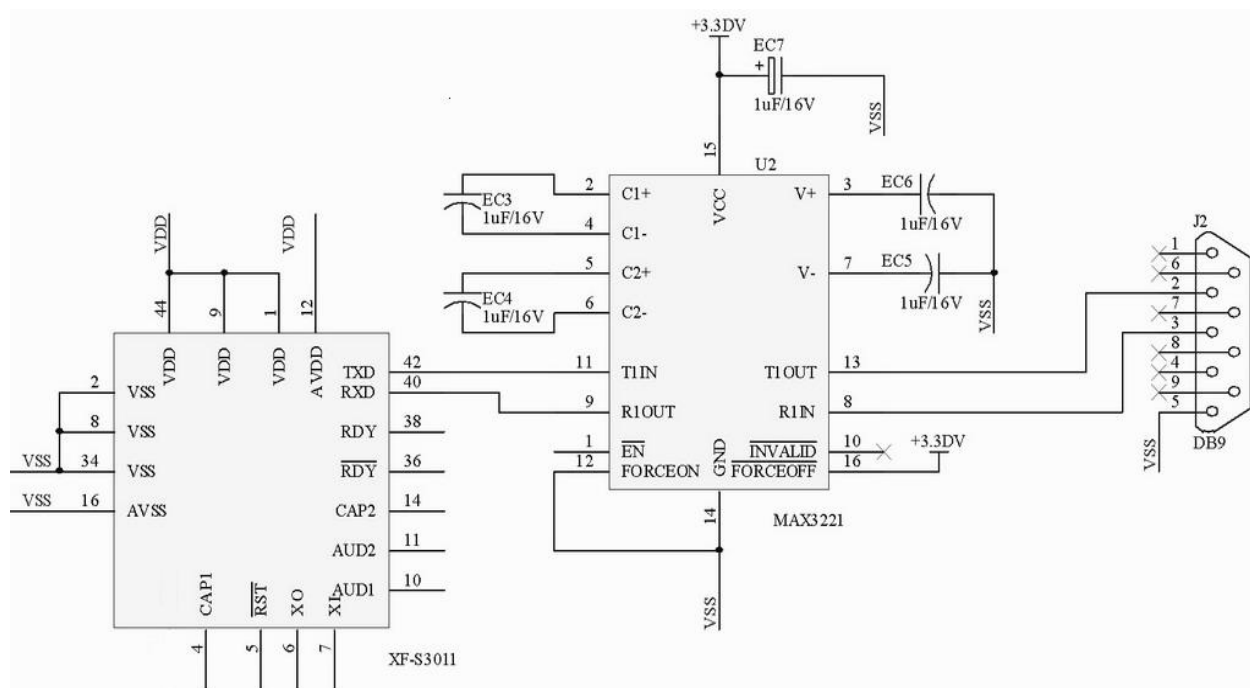 +3.3DV
EC7
+
1uF/16V
VSS
15
U2
2
C1+
VCC
V+
3
EC6
EC3
1uF/16V
1uF/16V
4
C1-
J2
VDD
VDD
5
C2+
V-
7
EC5
1
6
EC4
1uF/16V
1uF/16V
VSS
2
6
C2-
7
44
9
1
12
3
VDD
VDD
VDD
AVDD
TXD
42
11
T1IN
T1OUT
13
8
2
VSS
RXD
40
4
9
R1OUT
R1IN
8
9
5
8
VSS
RDY
38
1
EN
INVALID
10
+3.3DV
DB9
VSS
34
VSS
RDY
36
12
FORCEON
GND
FORCEOFF
16
VSS
VSS
16
AVSS
CAP2
14
14
MAX3221
AUD2
11
CAP1
RST
XO
XI
AUD1
10
VSS
4
5
6
7
XF-S3011